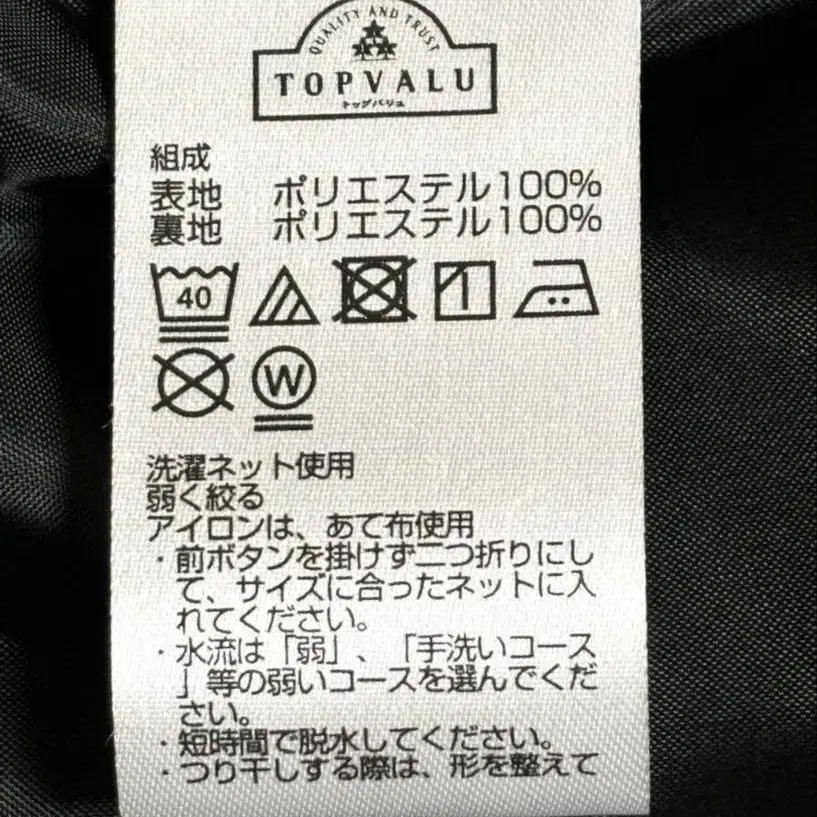 QUALITY AND TRUST
TOPVALU
トップバリュ
組成
表地 ポリエステル100%
裏地 ポリエステル100%
40
W
洗濯ネット使用
弱く絞る
アイロンは、あて布使用
・前ボタンを掛けず二つ折りにし
て、サイズに合ったネットに入
れてください。
・水流は「弱」、「手洗いコース
」等の弱いコースを選んでくだ
さい。
・短時間で脱水してください。
・つり干しする際は、形を整えて